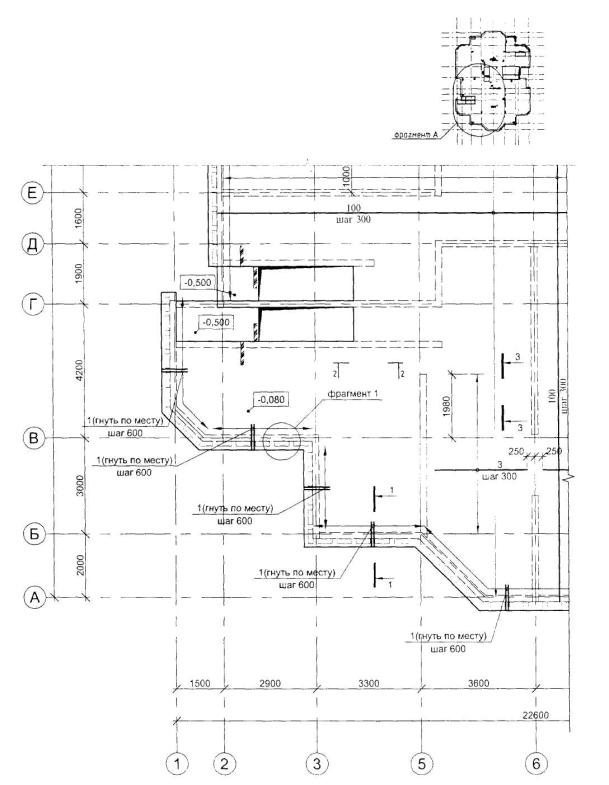 фрагмент А
Е
1000
1600
100
шаг 300
Д
1900
-0,500
Г
-0,500
3
4200
2 2
фрагмент 1
-0,080
1980
100
шаг 300
1(гнуть по месту)
шаг 600
3
В
250 250
1(гнуть по месту)
шаг 600
3
шаг 300
3000
1
1(гнуть по месту)
шаг 600
Б
1(гнуть по месту)
шаг 600
2000
1
А
1(гнуть по месту)
шаг 600
1500 2900 3300 3600
22600
1 2 3 5 6